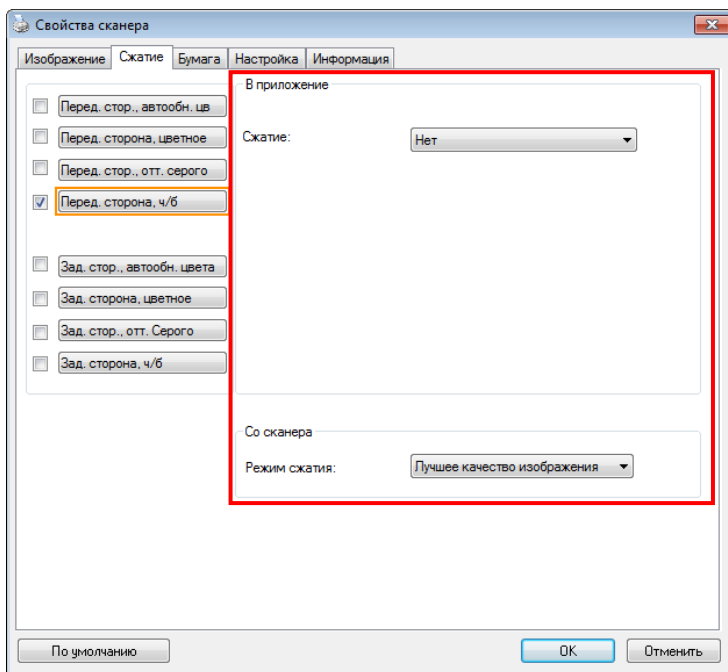 Свойства сканера
Изображение Сжатие Бумага Настройка Информация
Перед. стор., автообн. цв
Перед. сторона, цветное
Перед. стор., отт. серого
Перед. сторона, ч/б
Зад. стор., автообн. цвета
Зад. сторона, цветное
Зад. стор., отт. Серого
Зад. сторона, ч/б
В приложение
Сжатие: Нет
Со сканера
Режим сжатия: Лучшее качество изображения
По умолчанию OK Отменить